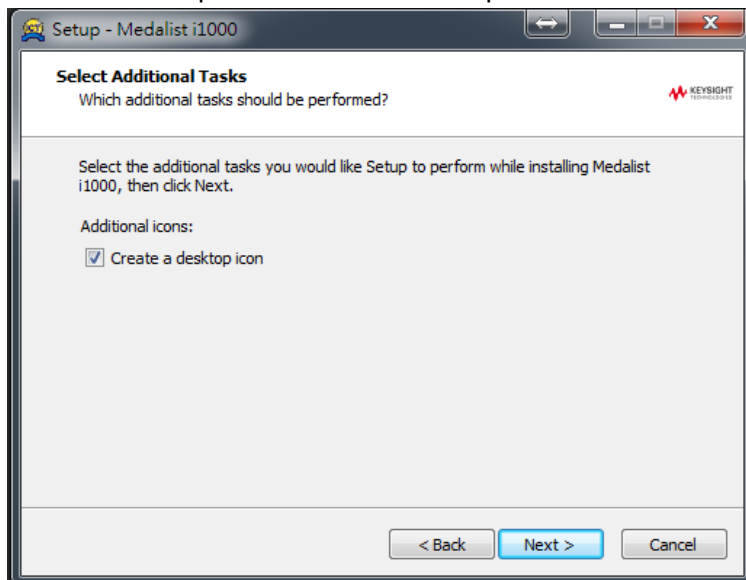 Setup - Medalist i1000
Select Additional Tasks
Which additional tasks should be performed?
KEYSIGHT
TECHNOLOGIES
Select the additional tasks you would like Setup to perform while installing Medalist
i1000, then click Next.
Additional icons:
Create a desktop icon
< Back
Next >
Cancel